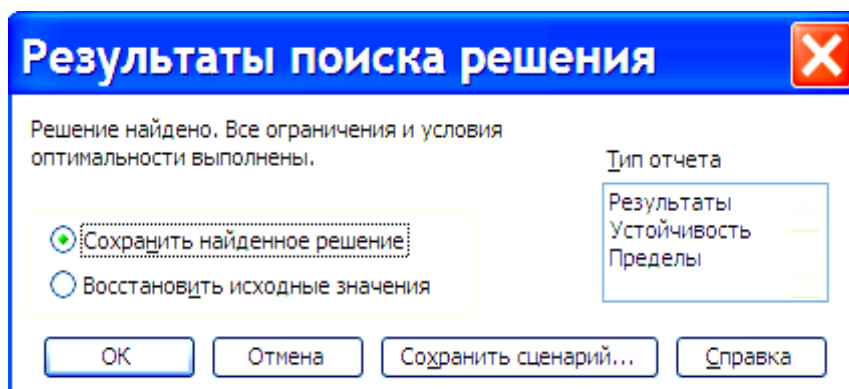 Результаты поиска решения
Решение найдено. Все ограничения и условия
оптимальности выполнены.
Тип отчета
Результаты
Устойчивость
Пределы
Сохранить найденное решение
Восстановить исходные значения
ОК
Отмена
Сохранить сценарий...
Справка